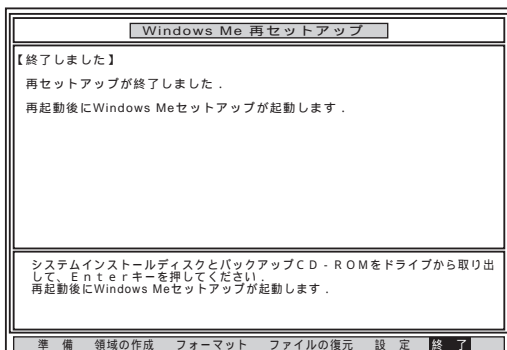 Windows Me 再セットアップ
【終了しました】
再セットアップが終了しました．
再起動後にWindows Meセットアップが起動します．
システムインストールディスクとバックアップＣＤ－ＲＯＭをドライブから取り出
して、Ｅｎｔｅｒキーを押してください．
再起動後にWindows Meセットアップが起動します．
準　備　領域の作成　フォーマット　ファイルの復元　設　定　終　了